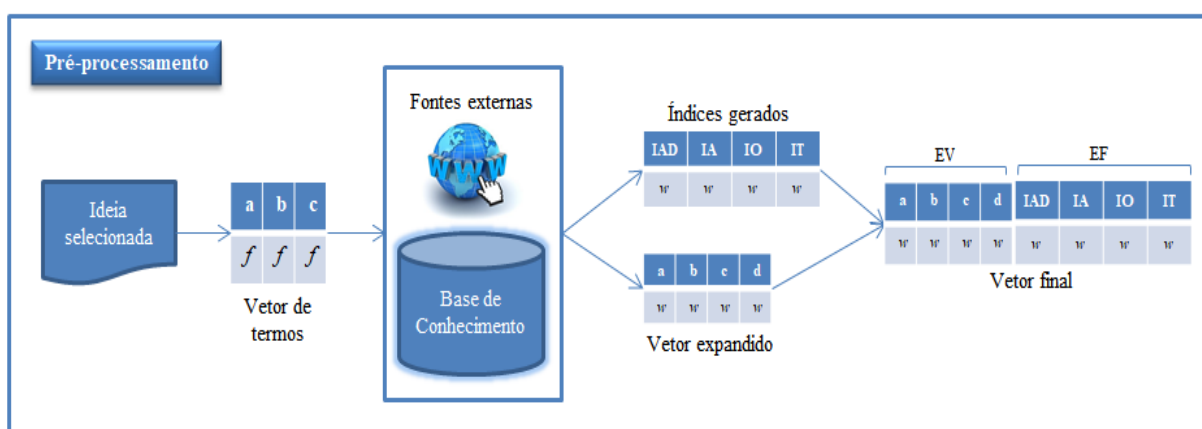 Pré-processamento
Ideia
selecionada
a b c
f f f
Vetor de
termos
Fontes externas
WWW
Base de
Conhecimento
Índices gerados
IAD IA IO IT
w w w w
a b c d
w w w w
Vetor expandido
EV EF
a b c d IAD IA IO IT
w w w w w w w w
Vetor final